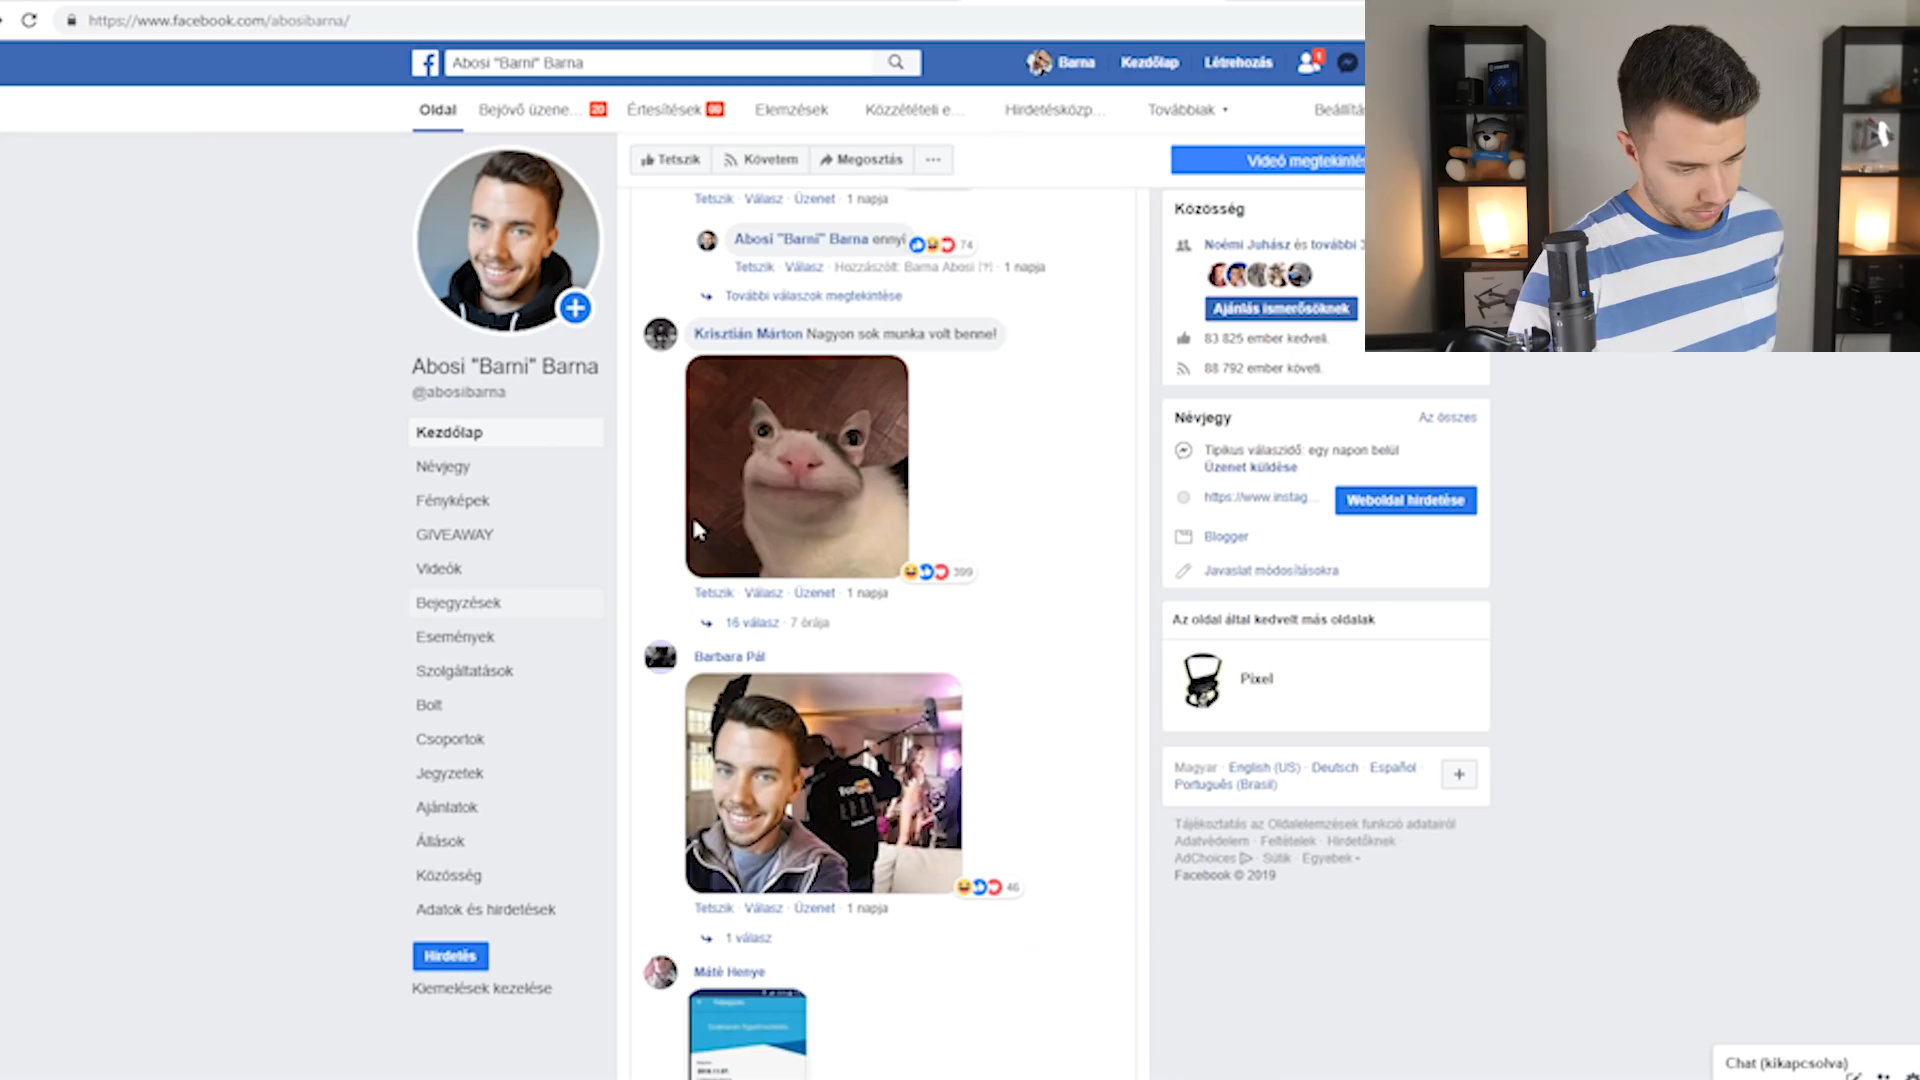 https://www.facebook.com/abosibarna/
Abosi "Barni" Barna
Barna
Kezdőlap
Létrehozás
1
Oldal
Bejövő üzene... 20
Értesítések
Elemzések
Közzétételi e...
Hirdetésközp...
Továbbiak
Beállítá
Tetszik
Követem
Megosztás
...
Videó megtekinté
Abosi "Barni" Barna
@abosibarna
Kezdőlap
Névjegy
Fényképek
GIVEAWAY
Videók
Bejegyzések
Események
Szolgáltatások
Bolt
Csoportok
Jegyzetek
Ajánlatok
Állások
Közösség
Adatok és hirdetések
Hirdetés
Kiemelések kezelése
Tetszik · Válasz · Üzenet · 1 napja
Abosi "Barni" Barna ennyi
74
Tetszik · Válasz · Hozzászólt: Barna Abosi [?] · 1 napja
További válaszok megtekintése
Krisztián Márton Nagyon sok munka volt benne!
399
Tetszik · Válasz · Üzenet · 1 napja
16 válasz · 7 órája
Barbara Pál
46
Tetszik · Válasz · Üzenet · 1 napja
1 válasz
Máté Henye
Közösség
Noémi Juhász és további 3
Ajánlás ismerősöknek
83 825 ember kedveli.
88 792 ember követi.
Névjegy
Az összes
Tipikus válaszidő: egy napon belül
Üzenet küldése
https://www.instag...
Weboldal hirdetése
Blogger
Javaslat módosításokra
Az oldal által kedvelt más oldalak
Pixel
Magyar · English (US) · Deutsch · Español ·
Português (Brasil)
+
Tájékoztatás az Oldalelemzések funkció adatairól
Adatvédelem · Feltételek · Hirdetőknek ·
AdChoices · Sütik · Egyebek
Facebook © 2019
Chat (kikapcsolva)